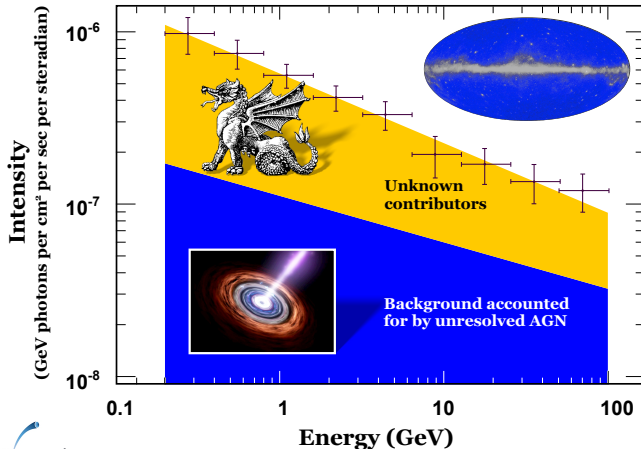 Intensity
(GeV photons per cm² per sec per steradian)
10⁻⁶
10⁻⁷
10⁻⁸
Unknown
contributors
Background accounted
for by unresolved AGN
0.1
1
10
100
Energy (GeV)